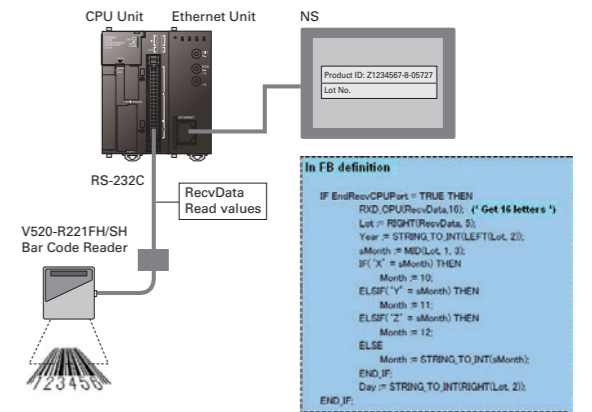 CPU Unit
Ethernet Unit
NS
Product ID: Z1234567-8-05727
Lot No.
ETHERNET
RS-232C
RecvData
Read values
V520-R221FH/SH
Bar Code Reader
123456
In FB definition
IF EndRecvCPUPort = TRUE THEN
RXD_CPU(RecvData,16); (* Get 16 letters *)
Lot := RIGHT(RecvData, 5);
Year := STRING_TO_INT(LEFT(Lot, 2));
sMonth := MID(Lot, 1, 3);
IF( "X" = sMonth) THEN
Month := 10;
ELSIF( "Y" = sMonth) THEN
Month := 11;
ELSIF( "Z" = sMonth) THEN
Month := 12;
ELSE
Month := STRING_TO_INT(sMonth);
END_IF;
Day := STRING_TO_INT(RIGHT(Lot, 2));
END_IF;